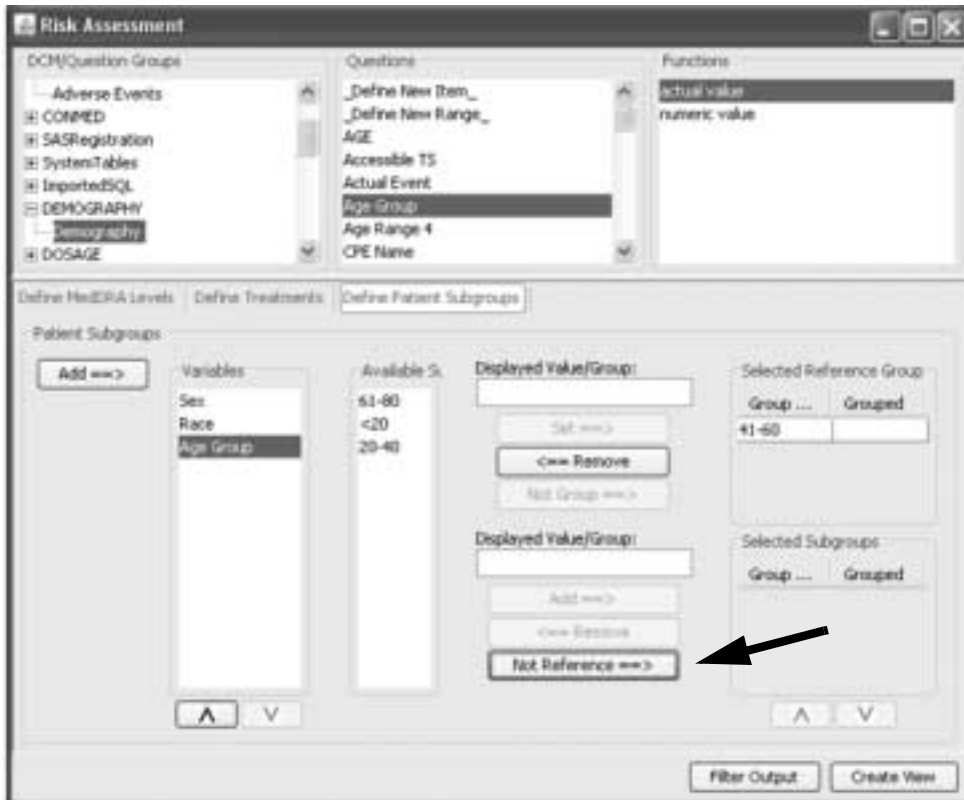 Risk Assessment
DCM/Question Groups
Adverse Events
CONMED
SASRegistration
SystemTables
ImportedSQL
DEMOGRAPHY
Demography
DOSAGE
Questions
_Define New Item_
_Define New Range_
AGE
Accessible TS
Actual Event
Age Group
Age Range 4
CPE Name
Functions
actual value
numeric value
Define MedDRA Levels
Define Treatments
Define Patient Subgroups
Patient Subgroups
Add ==>
Variables
Sex
Race
Age Group
Λ V
Available Su
61-80
<20
20-40
Displayed Value/Group:
Set ==>
<== Remove
Not Group ==>
Displayed Value/Group:
Add ==>
<== Remove
Not Reference ==>
Selected Reference Group
Group ... Grouped
41-60
Selected Subgroups
Group ... Grouped
Λ V
Filter Output
Create View